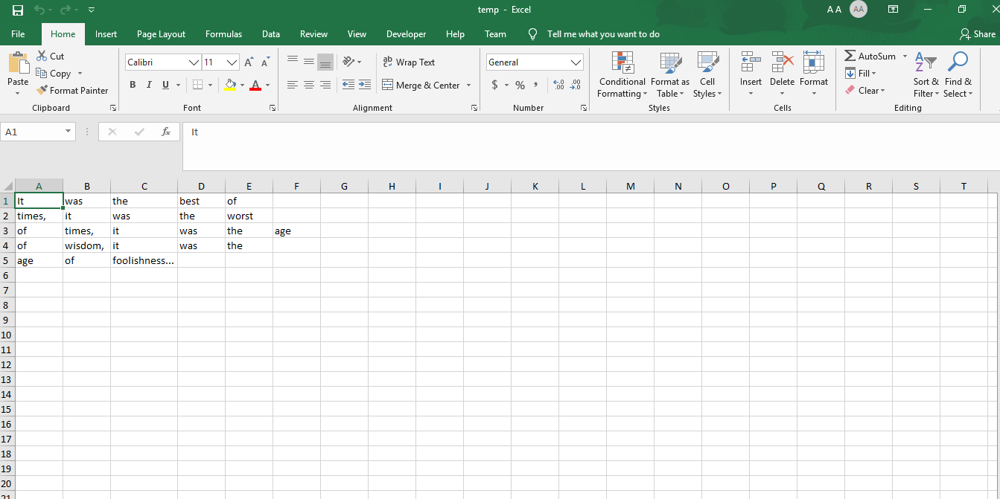 temp - Excel
A A AA
File Home Insert Page Layout Formulas Data Review View Developer Help Team Tell me what you want to do Share
Paste Cut Copy Format Painter
Calibri 11 A A
B I U A
ab Wrap Text
Merge & Center
General
$ % , .00 .0
Conditional Formatting Format as Table Cell Styles
Insert Delete Format
AutoSum Fill Clear
Sort & Filter Find & Select
Clipboard Font Alignment Number Styles Cells Editing
A1 fx It
A B C D E F G H I J K L M N O P Q R S T
1 It was the best of
2 times, it was the worst
3 of times, it was the age
4 of wisdom, it was the
5 age of foolishness...
6
7
8
9
10
11
12
13
14
15
16
17
18
19
20
21